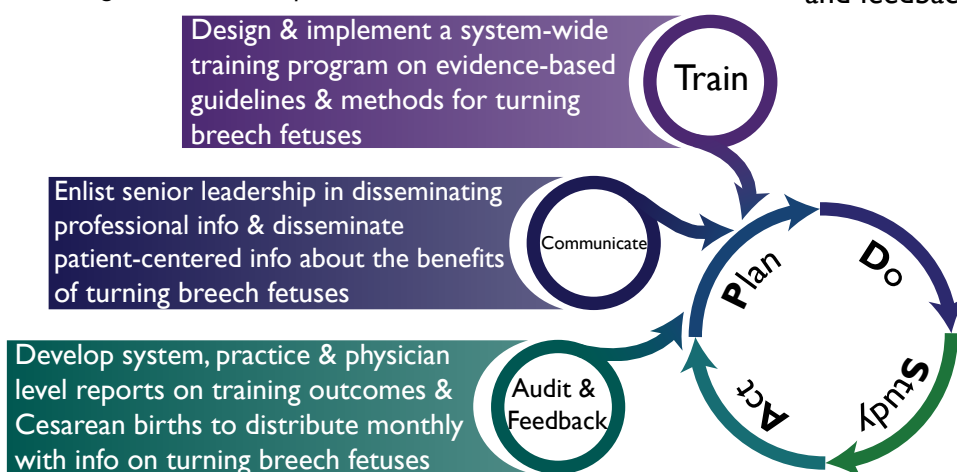 and feedbac
Design & implement a system-wide
training program on evidence-based
guidelines & methods for turning
breech fetuses
Train
Enlist senior leadership in disseminating
professional info & disseminate
patient-centered info about the benefits
of turning breech fetuses
Communicate
Develop system, practice & physician
level reports on training outcomes &
Cesarean births to distribute monthly
with info on turning breech fetuses
Audit &
Feedback
Plan
Do
Study
Act